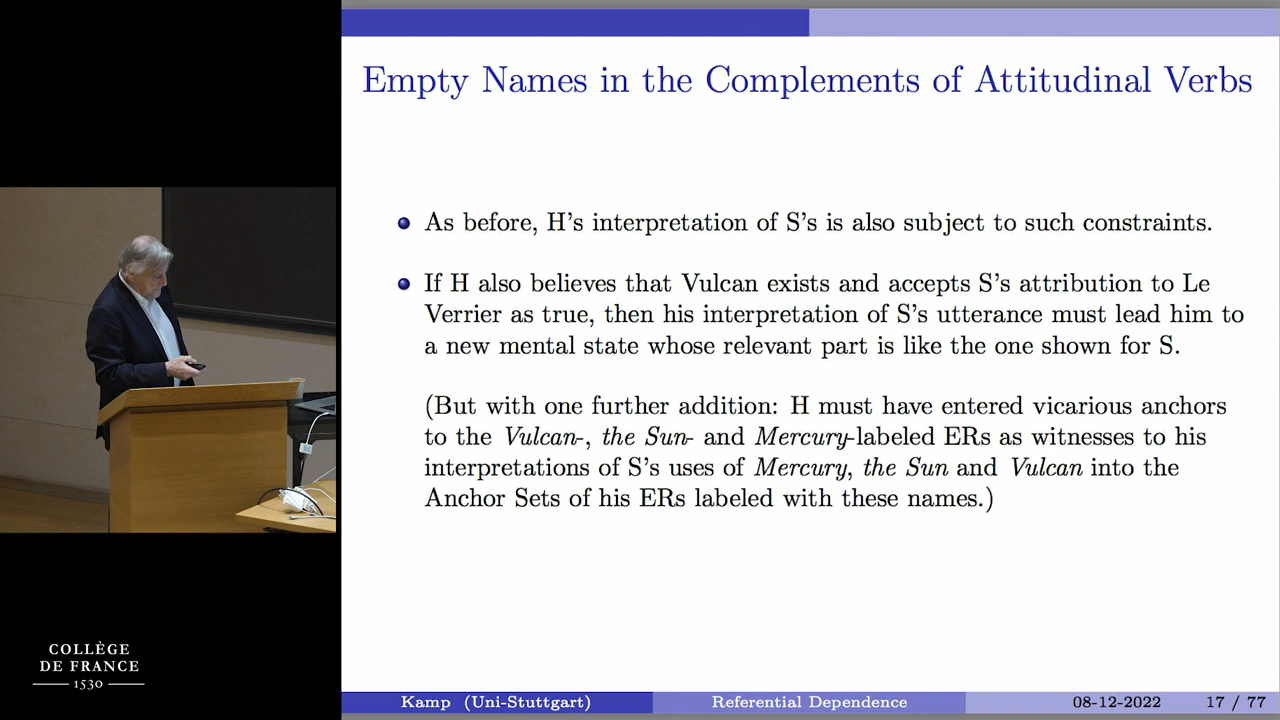 Empty Names in the Complements of Attitudinal Verbs
As before, H's interpretation of S's is also subject to such constraints.
If H also believes that Vulcan exists and accepts S's attribution to Le
Verrier as true, then his interpretation of S's utterance must lead him to
a new mental state whose relevant part is like the one shown for S.
(But with one further addition: H must have entered vicarious anchors
to the Vulcan-, the Sun- and Mercury-labeled ERs as witnesses to his
interpretations of S's uses of Mercury, the Sun and Vulcan into the
Anchor Sets of his ERs labeled with these names.)
COLLÈGE
DE FRANCE
1530
Kamp (Uni-Stuttgart) Referential Dependence 08-12-2022 17 / 77